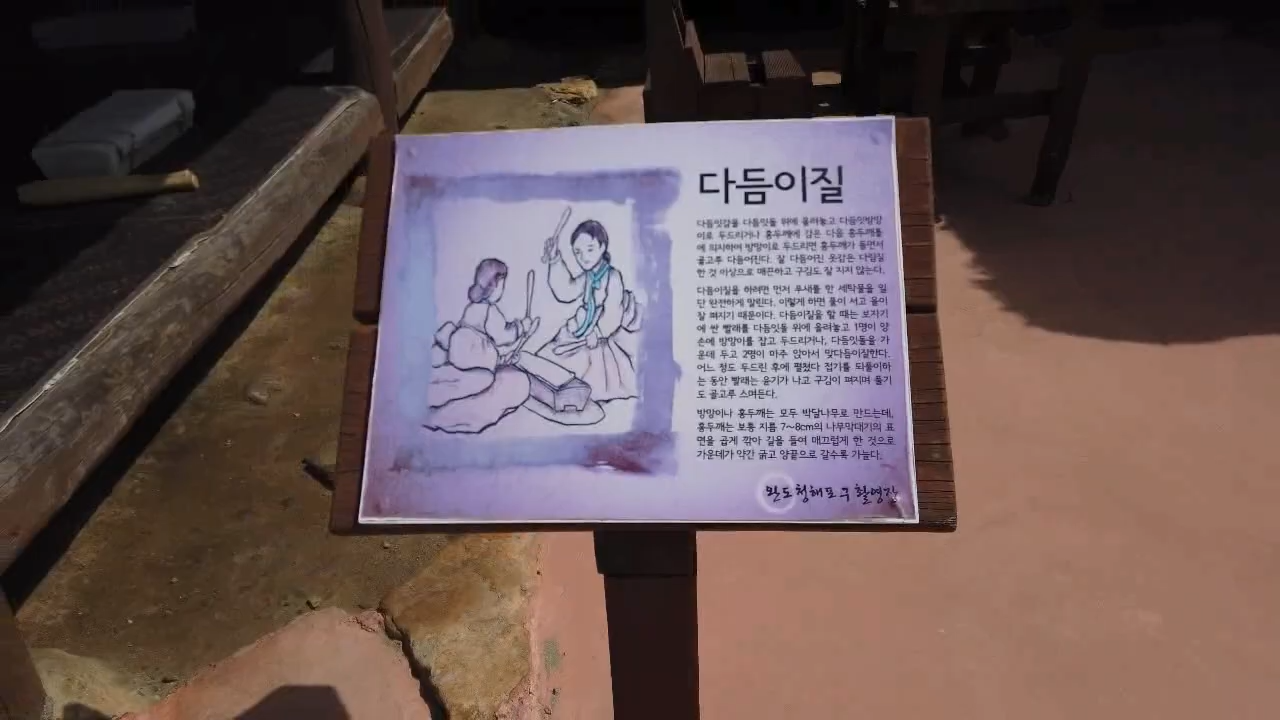 다듬이질
다듬잇감을 다듬잇돌 위에 올려놓고 다듬잇방망
이로 두드리거나 홍두깨에 감은 다음 홍두깨틀
에 의지하여 방망이로 두드리면 홍두깨가 돌면서
골고루 다듬어진다. 잘 다듬어진 옷감은 다림질
한 것 이상으로 매끈하고 구김도 잘 지지 않는다.
다듬이질을 하려면 먼저 푸새를 한 세탁물을 일
단 완전하게 말린다. 이렇게 하면 풀이 서고 올이
잘 펴지기 때문이다. 다듬이질을 할 때는 보자기
에 싼 빨래를 다듬잇돌 위에 올려놓고 1명이 양
손에 방망이를 잡고 두드리거나, 다듬잇돌을 가
운데 두고 2명이 마주 앉아서 맞다듬이질한다.
어느 정도 두드린 후에 펼쳤다 접기를 되풀이하
는 동안 빨래는 윤기가 나고 구김이 펴지며 풀기
도 골고루 스며든다.
방망이나 홍두깨는 모두 박달나무로 만드는데,
홍두깨는 보통 지름 7~8cm의 나무막대기의 표
면을 곱게 깎아 길을 들여 매끄럽게 한 것으로
가운데가 약간 굵고 양끝으로 갈수록 가늘다.
완도청해포구촬영장